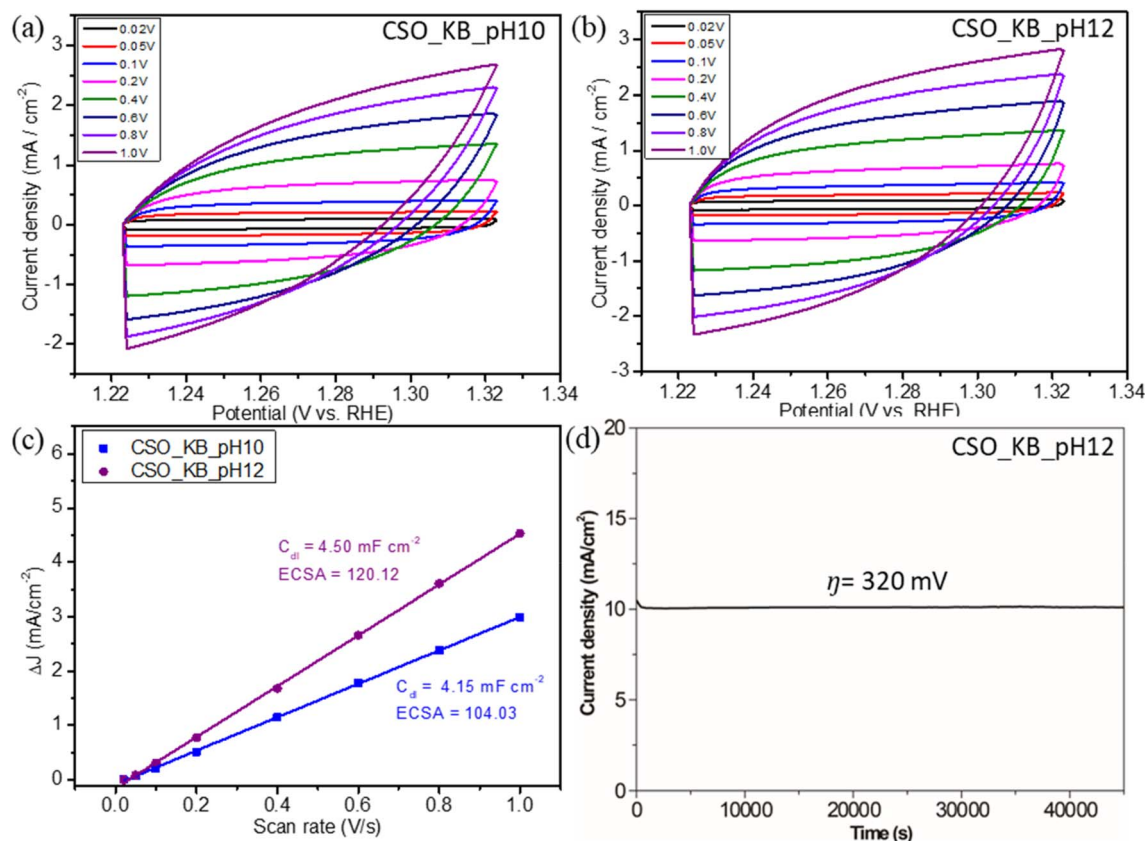 (a)
CSO_KB_pH10
0.02V
0.05V
0.1V
0.2V
0.4V
0.6V
0.8V
1.0V
3
2
1
0
-1
-2
Current density (mA / cm⁻²)
1.22
1.24
1.26
1.28
1.30
1.32
1.34
Potential (V vs. RHE)
(b)
CSO_KB_pH12
0.02V
0.05V
0.1V
0.2V
0.4V
0.6V
0.8V
1.0V
3
2
1
0
-1
-2
-3
Current density (mA / cm⁻²)
1.22
1.24
1.26
1.28
1.30
1.32
1.34
Potential (V vs. RHE)
(c)
CSO_KB_pH10
CSO_KB_pH12
6
5
4
3
2
1
0
ΔJ (mA/cm⁻²)
C_dl = 4.50 mF cm⁻²
ECSA = 120.12
C_dl = 4.15 mF cm⁻²
ECSA = 104.03
0.0
0.2
0.4
0.6
0.8
1.0
Scan rate (V/s)
(d)
CSO_KB_pH12
20
15
10
5
0
Current density (mA/cm²)
η= 320 mV
0
10000
20000
30000
40000
Time (s)